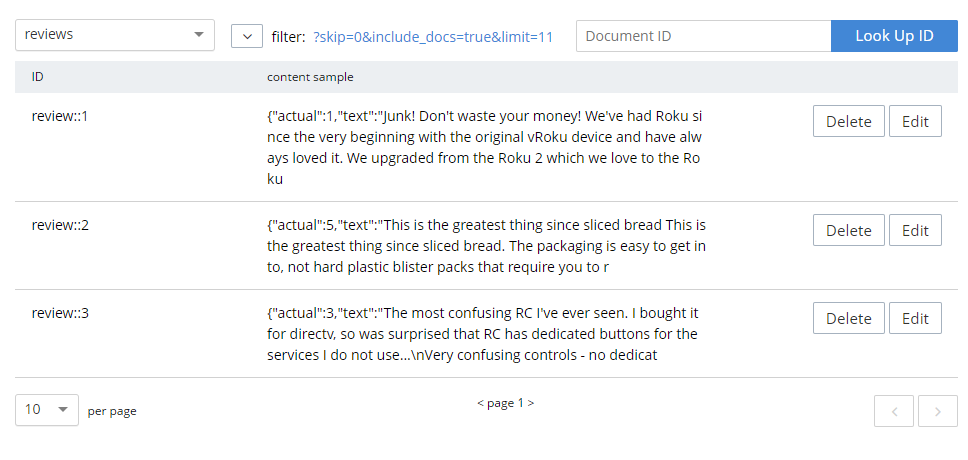 reviews filter: ?skip=0&include_docs=true&limit=11 Document ID Look Up ID
ID content sample
review::1 {"actual":1,"text":"Junk! Don't waste your money! We've had Roku si Delete Edit
nce the very beginning with the original vRoku device and have alw
ays loved it. We upgraded from the Roku 2 which we love to the Ro
ku
review::2 {"actual":5,"text":"This is the greatest thing since sliced bread This is Delete Edit
the greatest thing since sliced bread. The packaging is easy to get in
to, not hard plastic blister packs that require you to r
review::3 {"actual":3,"text":"The most confusing RC I've ever seen. I bought it Delete Edit
for directv, so was surprised that RC has dedicated buttons for the
services I do not use...\nVery confusing controls - no dedicat
10 per page < page 1 > < >